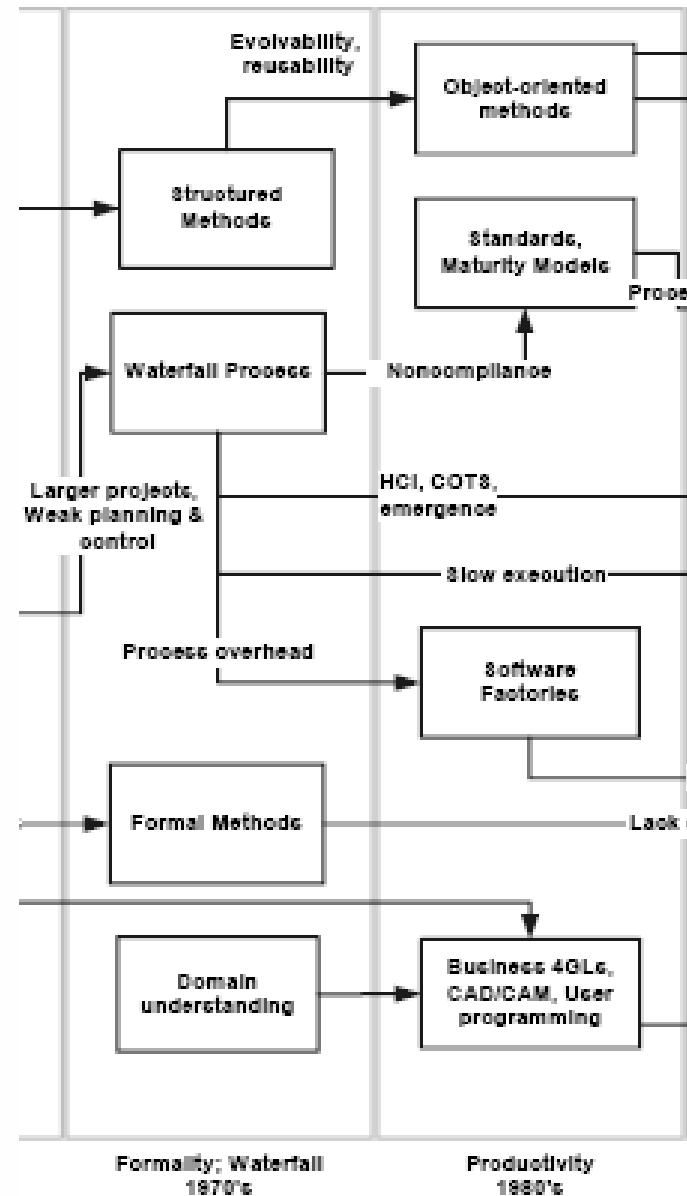 Evolvability,
reusability
Object-oriented
methods
Structured
Methods
Standards,
Maturity Models
Waterfall Process
Noncompliance
Larger projects,
Weak planning &
control
HCI, COTS,
emergence
Slow execution
Process overhead
Software
Factories
Formal Methods
Lack
Domain
understanding
Business 4GLs,
CAD/CAM, User
programming
Formality; Waterfall
1970's
Productivity
1980's